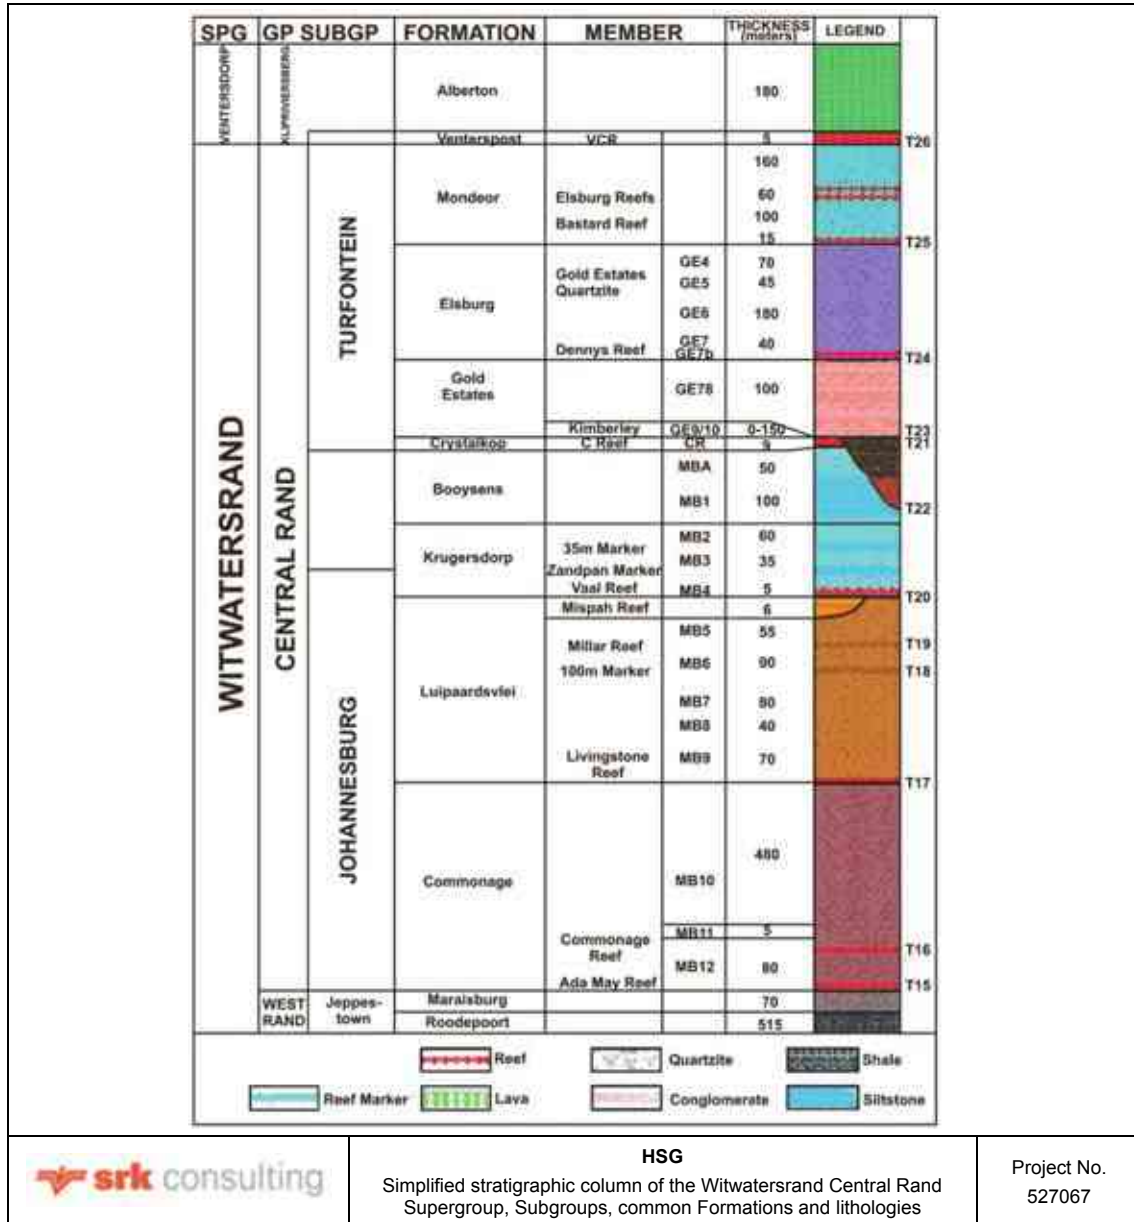 SPG GP SUBGP FORMATION MEMBER THICKNESS (meters) LEGEND
VENTERSDORP
KLIPRIVIERSBERG
Alberton 180
Venterspost VCR 5 T26
WITWATERSRAND
CENTRAL RAND
TURFONTEIN
160
Mondeor Elsburg Reefs 60
100
Bastard Reef
15 T25
GE4 70
Gold Estates Quartzite GE5 45
Elsburg
GE6 180
GE7 40
Dennys Reef GE7b T24
Gold Estates GE78 100
Kimberley GE9/10 0-150 T23
Crystalkop C Reef CR 9 T21
MBA 50
Booysens
MB1 100 T22
MB2 60
35m Marker
Krugersdorp MB3 35
Zandpan Marker
Vaal Reef MB4 5 T20
JOHANNESBURG
Mispah Reef 6
MB5 55
Millar Reef T19
MB6 90
100m Marker T18
Luipaardsvlei
MB7 80
MB8 40
Livingstone Reef MB9 70
T17
480
Commonage MB10
MB11 5
Commonage Reef T16
MB12 80
Ada May Reef T15
WEST RAND Jeppes-town
Maraisburg 70
Roodepoort 515
Reef Quartzite Shale
Reef Marker Lava Conglomerate Siltstone
srk consulting
HSG
Simplified stratigraphic column of the Witwatersrand Central Rand
Supergroup, Subgroups, common Formations and lithologies
Project No.
527067